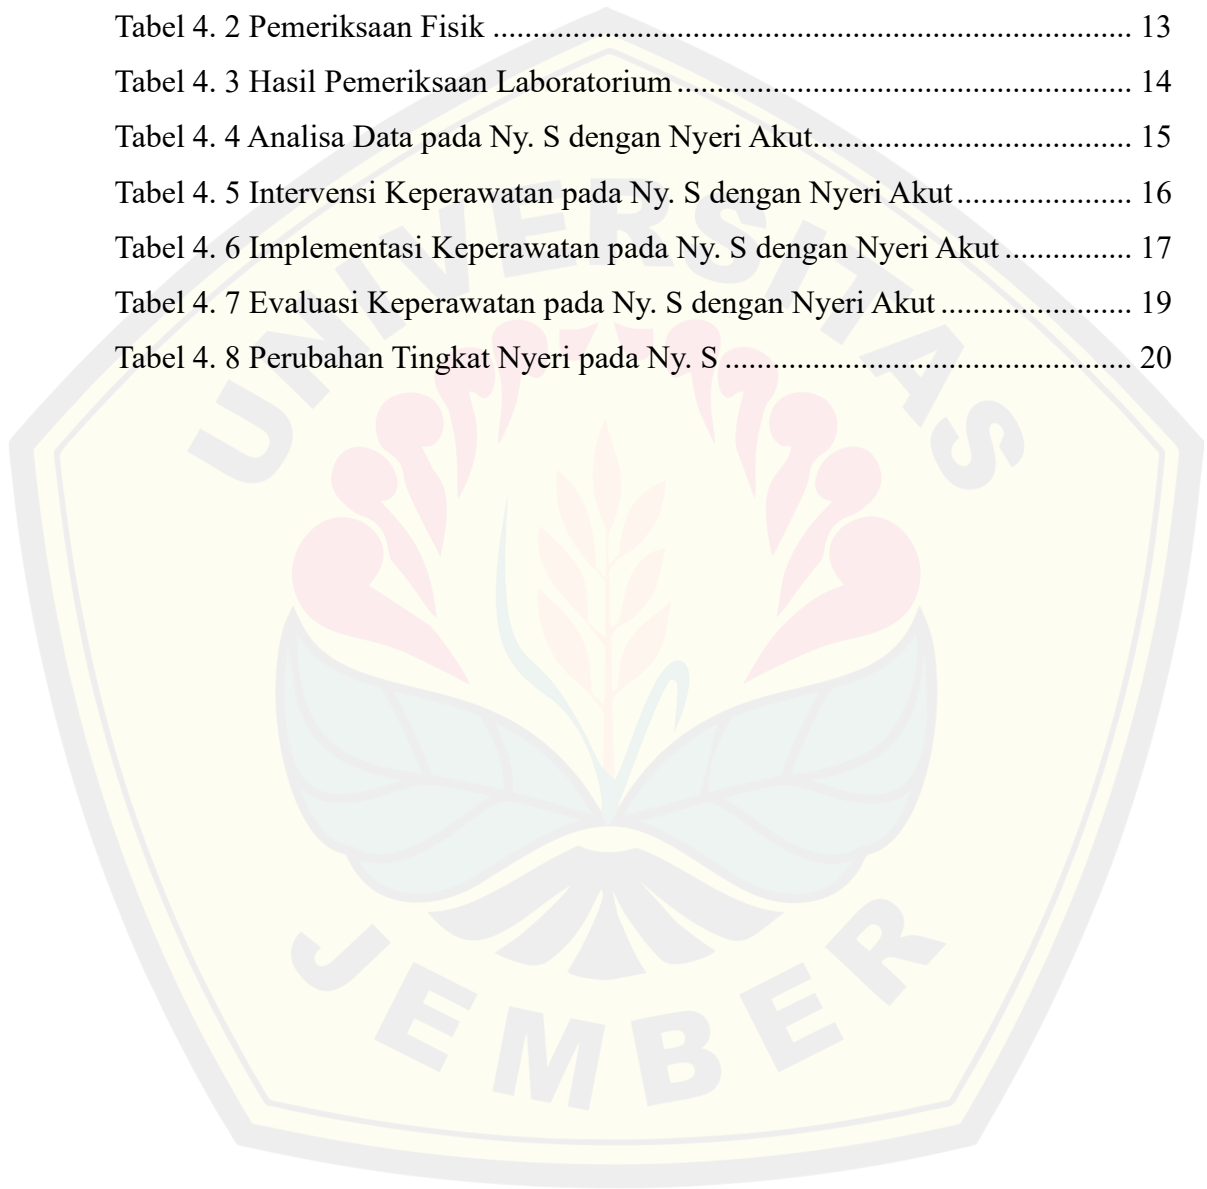 Tabel 4. 2 Pemeriksaan Fisik ................................................................................ 13
Tabel 4. 3 Hasil Pemeriksaan Laboratorium ......................................................... 14
Tabel 4. 4 Analisa Data pada Ny. S dengan Nyeri Akut........................................ 15
Tabel 4. 5 Intervensi Keperawatan pada Ny. S dengan Nyeri Akut ...................... 16
Tabel 4. 6 Implementasi Keperawatan pada Ny. S dengan Nyeri Akut ................ 17
Tabel 4. 7 Evaluasi Keperawatan pada Ny. S dengan Nyeri Akut ........................ 19
Tabel 4. 8 Perubahan Tingkat Nyeri pada Ny. S ................................................... 20
UNIVERSITAS
JEMBER